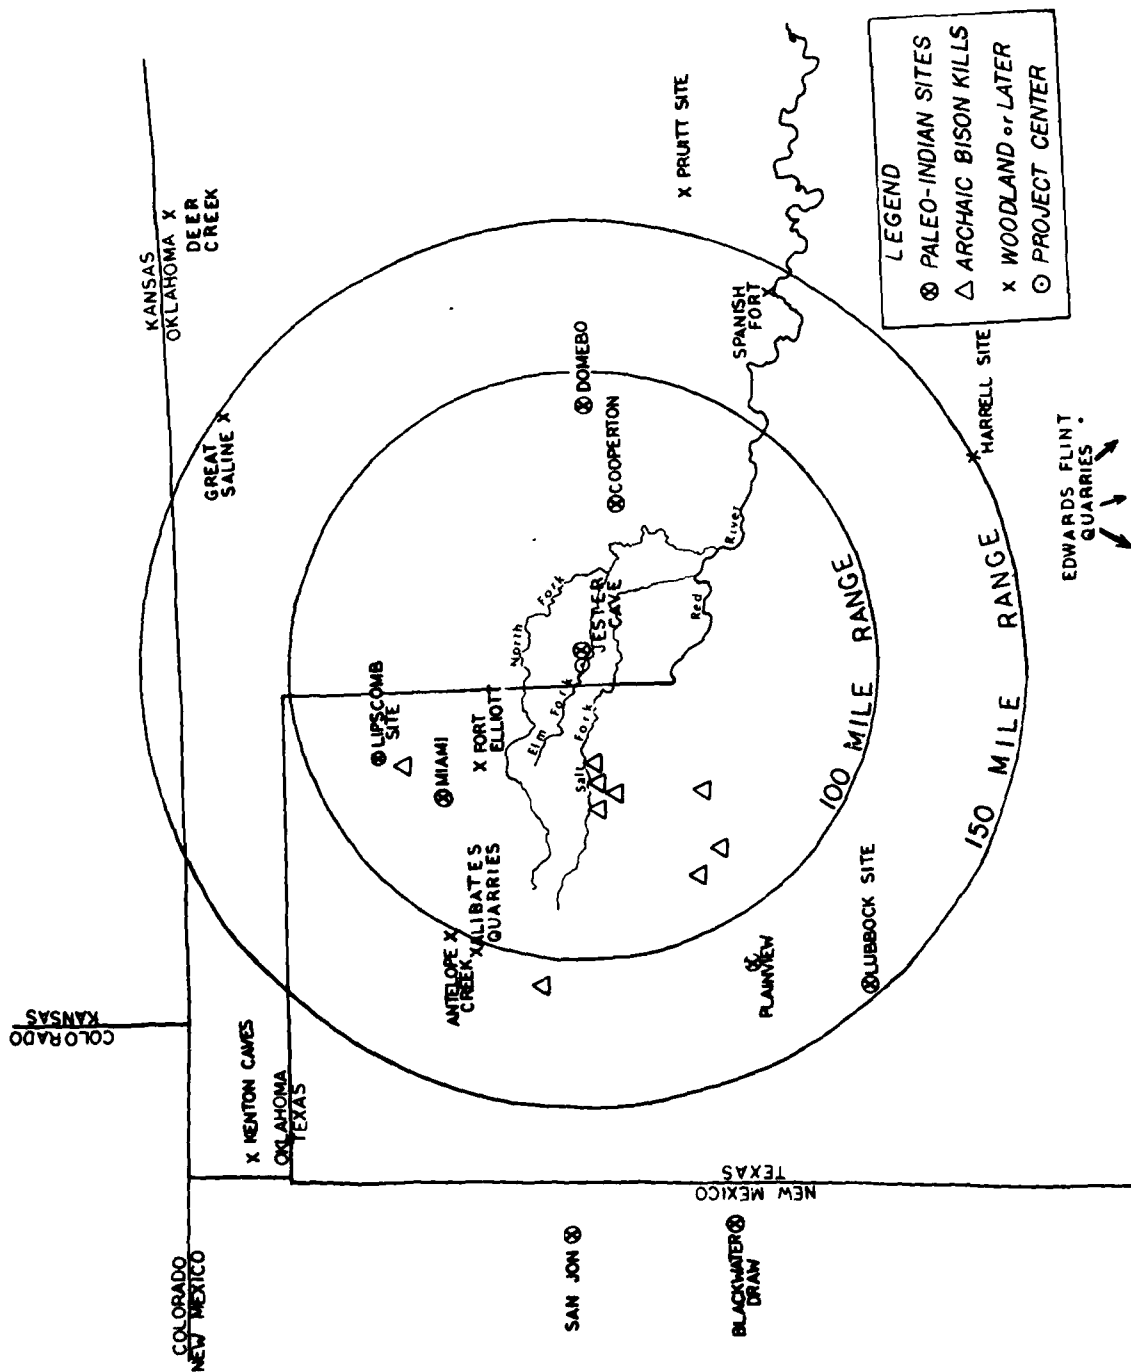 COLORADO
NEW MEXICO
COLORADO
KANSAS
KANSAS
OKLAHOMA
X DEER
CREEK
GREAT
SALINE X
X KENTON CAVES
OKLAHOMA
TEXAS
LIPSCOMB
SITE
MIAMI
X FORT
ELLIOTT
ANTELOPE X
CREEK
X ALIBATES
QUARRIES
North Fork
Elm Fork
Salt Fork
JESTER
CAVE
Red River
COOPERTON
DOMEBO
SPANISH
FORT
X PRUITT SITE
SAN JON
BLACKWATER
DRAW
NEW MEXICO
TEXAS
PLAINVIEW
LUBBOCK SITE
100 MILE RANGE
150 MILE RANGE
X HARRELL SITE
EDWARDS FLINT
QUARRIES
LEGEND
⊗ PALEO-INDIAN SITES
△ ARCHAIC BISON KILLS
X WOODLAND or LATER
⊙ PROJECT CENTER